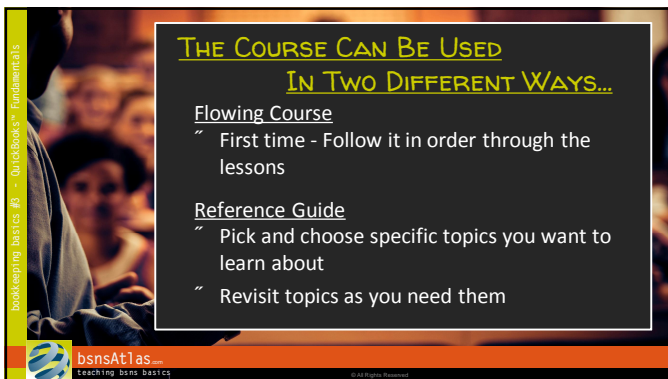 THE COURSE CAN BE USED
IN TWO DIFFERENT WAYS...
Flowing Course
˝ First time - Follow it in order through the
lessons
Reference Guide
˝ Pick and choose specific topics you want to
learn about
˝ Revisit topics as you need them
bookkeeping basics #3 - QuickBooks™ Fundamentals
bsnsAtlas.com
teaching bsns basics
© All Rights Reserved